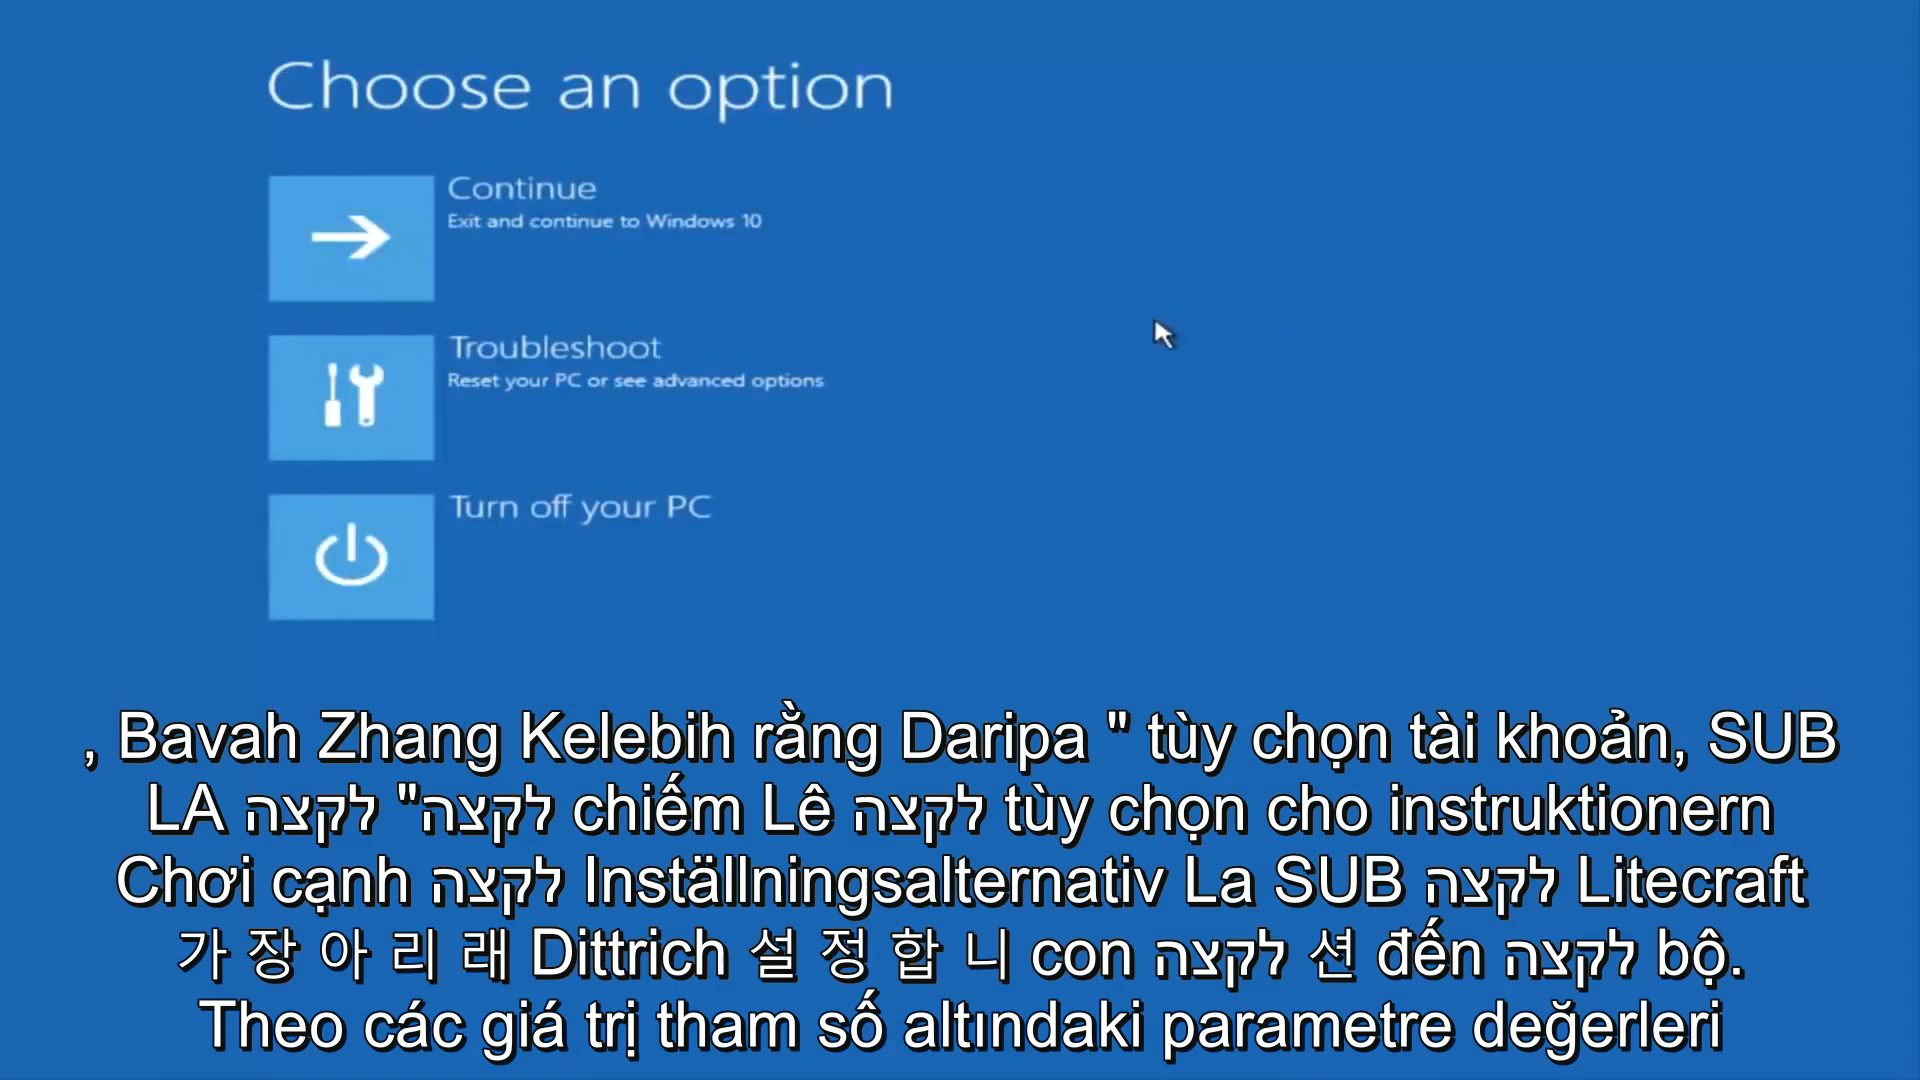 Choose an option
Continue
Exit and continue to Windows 10
Troubleshoot
Reset your PC or see advanced options
Turn off your PC
, Bavah Zhang Kelebih rằng Daripa " tùy chọn tài khoản, SUB
LA לקצה "לקצה chiếm Lê לקצה tùy chọn cho instruktionern
Chơi cạnh לקצה Inställningsalternativ La SUB לקצה Litecraft
가 장 아 리 래 Dittrich 설 정 합 니 con לקצה 션 đến לקצה bộ.
Theo các giá trị tham số altındaki parametre değerleri